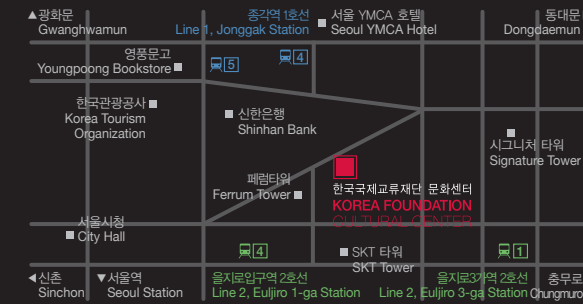 ▲광화문
Gwanghwamun
종각역 1호선
Line 1, Jonggak Station
서울 YMCA 호텔
Seoul YMCA Hotel
동대문
Dongdaemun
영풍문고
Youngpoong Bookstore
5
4
한국관광공사
Korea Tourism
Organization
신한은행
Shinhan Bank
시그니처 타워
Signature Tower
페럼타워
Ferrum Tower
한국국제교류재단 문화센터
KOREA FOUNDATION
CULTURAL CENTER
서울시청
City Hall
4
SKT 타워
SKT Tower
1
◀신촌
Sinchon
▼서울역
Seoul Station
을지로입구역 2호선
Line 2, Euljiro 1-ga Station
을지로3가역 2호선
Line 2, Euljiro 3-ga Station
충무로
Chungmuro